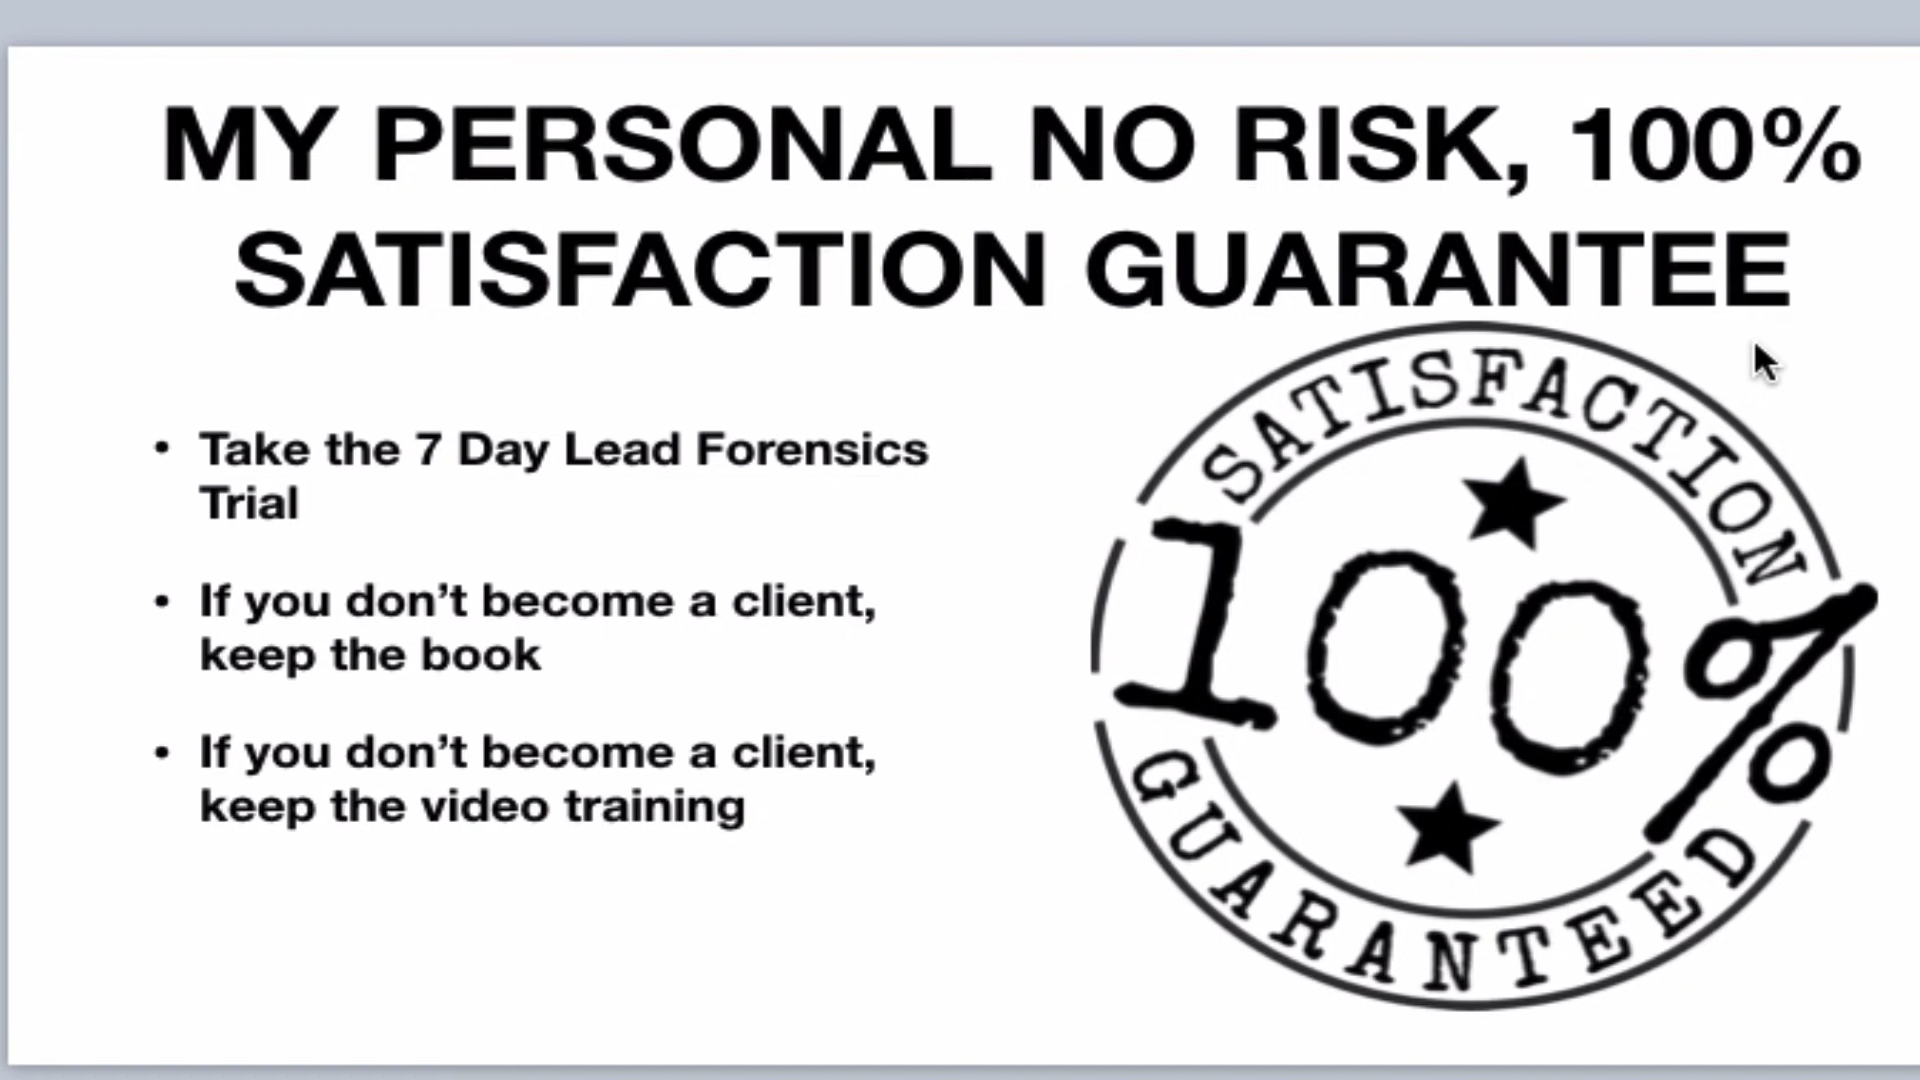 MY PERSONAL NO RISK, 100%
SATISFACTION GUARANTEE
• Take the 7 Day Lead Forensics
Trial
• If you don’t become a client,
keep the book
• If you don’t become a client,
keep the video training
SATISFACTION
100%
GUARANTEED